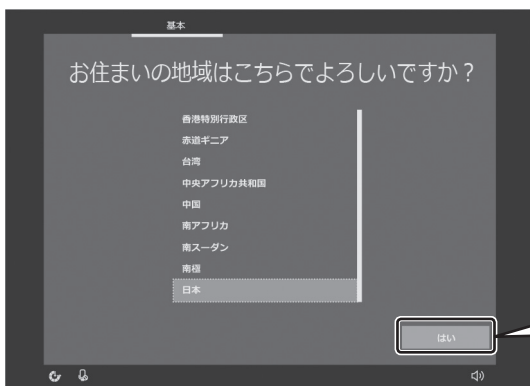 基本
お住まいの地域はこちらでよろしいですか？
香港特別行政区
赤道ギニア
台湾
中央アフリカ共和国
中国
南アフリカ
南スーダン
南極
日本
はい